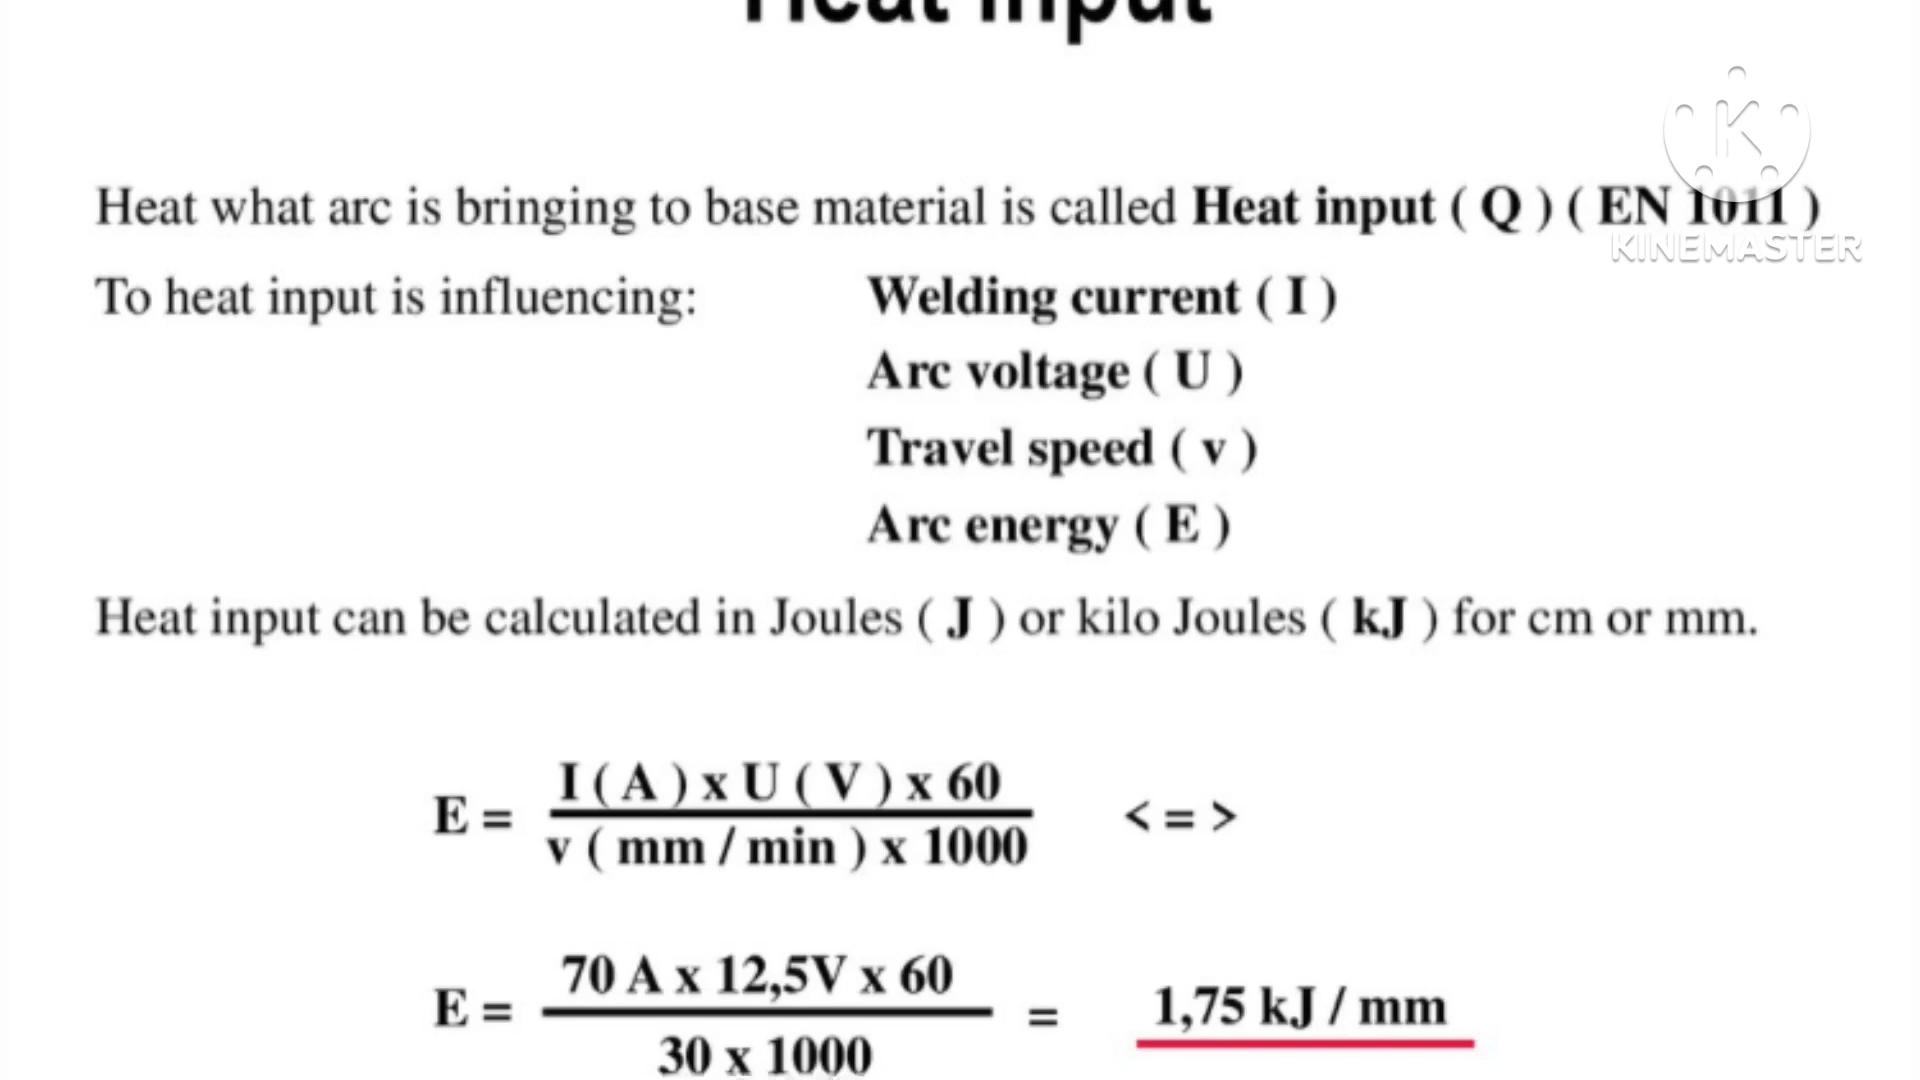 Heat input
Heat what arc is bringing to base material is called Heat input ( Q ) ( EN 1011 )
KINEMASTER
To heat input is influencing: Welding current ( I )
Arc voltage ( U )
Travel speed ( v )
Arc energy ( E )
Heat input can be calculated in Joules ( J ) or kilo Joules ( kJ ) for cm or mm.
E = I ( A ) x U ( V ) x 60 < = >
v ( mm / min ) x 1000
E = 70 A x 12,5V x 60 = 1,75 kJ / mm
30 x 1000